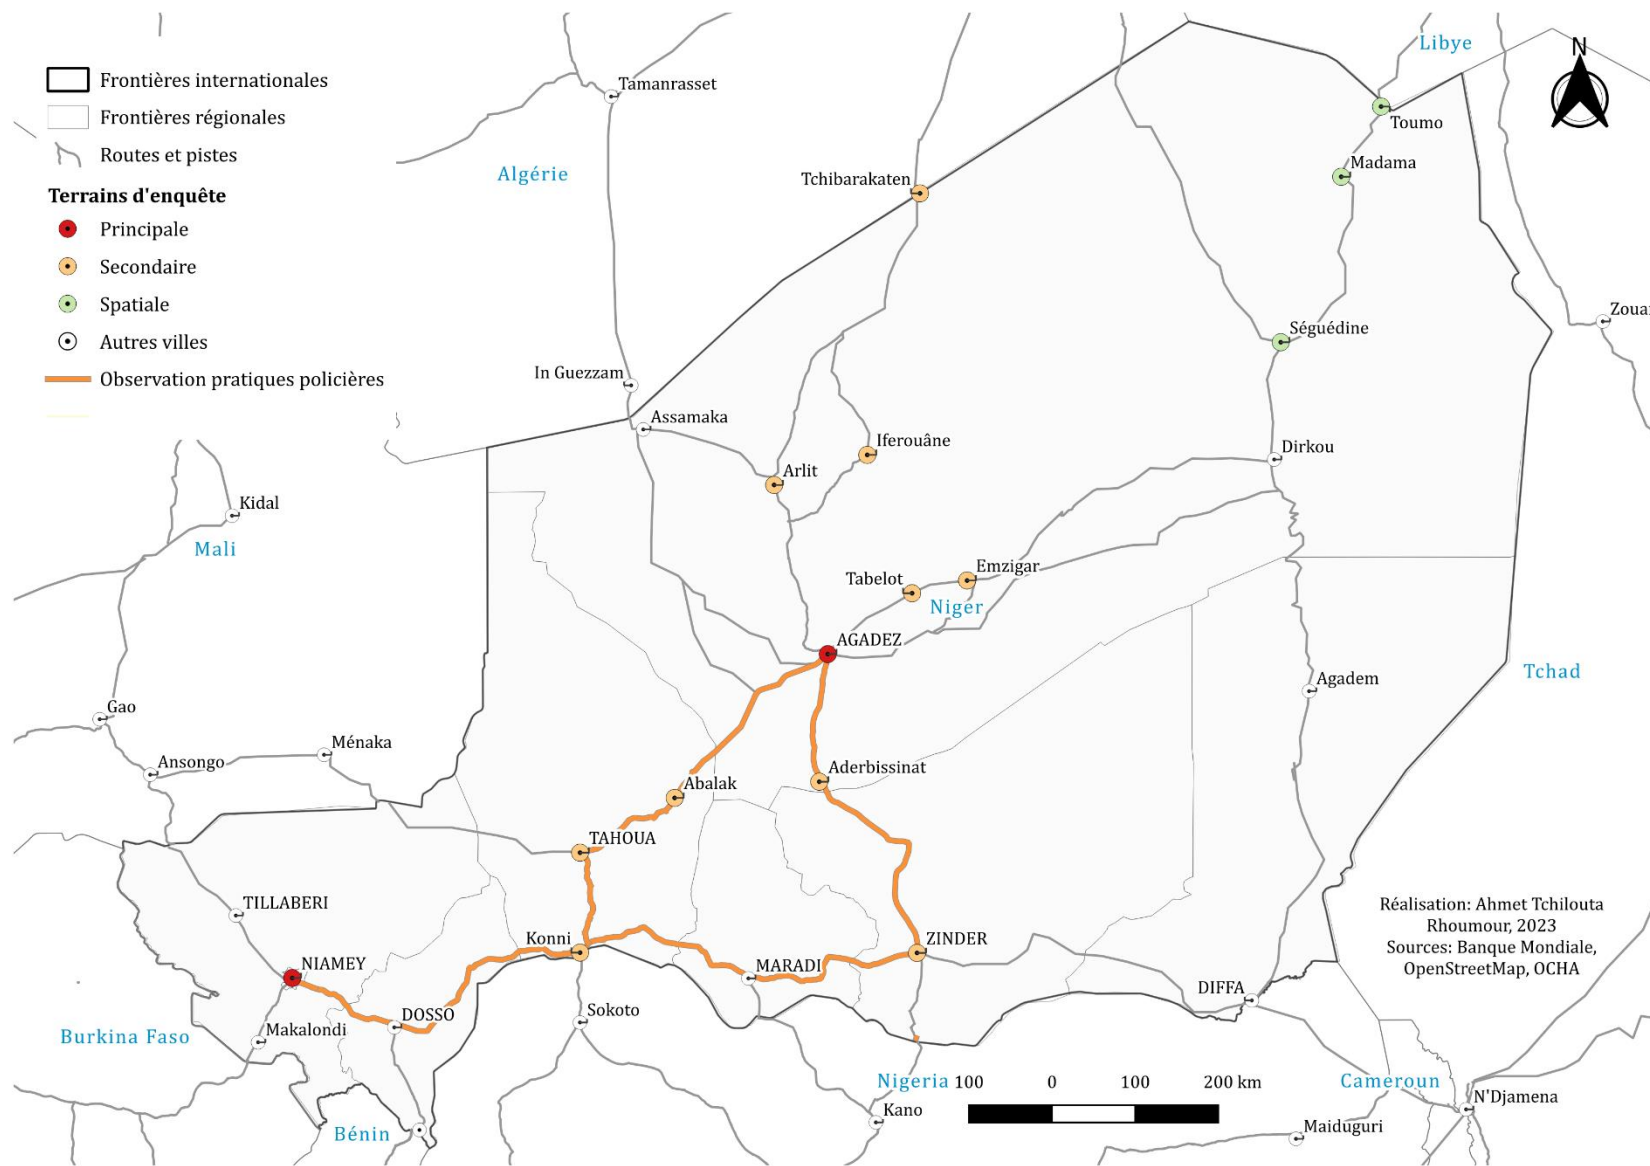 Frontières internationales
Frontières régionales
Routes et pistes
Terrains d'enquête
Principale
Secondaire
Spatiale
Autres villes
Observation pratiques policières
Libye
N
Tamanrasset
Toumo
Algérie
Madama
Tchibarakaten
Séguédine
In Guezzam
Assamaka
Iferouâne
Dirkou
Arlit
Kidal
Mali
Emzigar
Tabelot
Niger
AGADEZ
Tchad
Agadem
Gao
Ménaka
Ansongo
Aderbissinat
Abalak
TAHOUA
TILLABERI
Réalisation: Ahmet Tchilouta
Rhoumour, 2023
Sources: Banque Mondiale,
OpenStreetMap, OCHA
Konni
ZINDER
NIAMEY
MARADI
DIFFA
DOSSO
Sokoto
Makalondi
Burkina Faso
Nigeria
100 0 100 200 km
Cameroun
N'Djamena
Kano
Maiduguri
Bénin